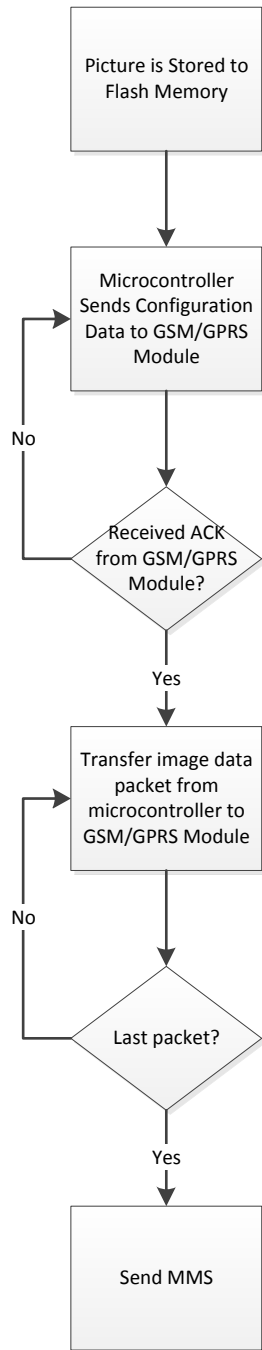 Picture is Stored to
Flash Memory
Microcontroller
Sends Configuration
Data to GSM/GPRS
Module
No
Received ACK
from GSM/GPRS
Module?
Yes
Transfer image data
packet from
microcontroller to
GSM/GPRS Module
No
Last packet?
Yes
Send MMS